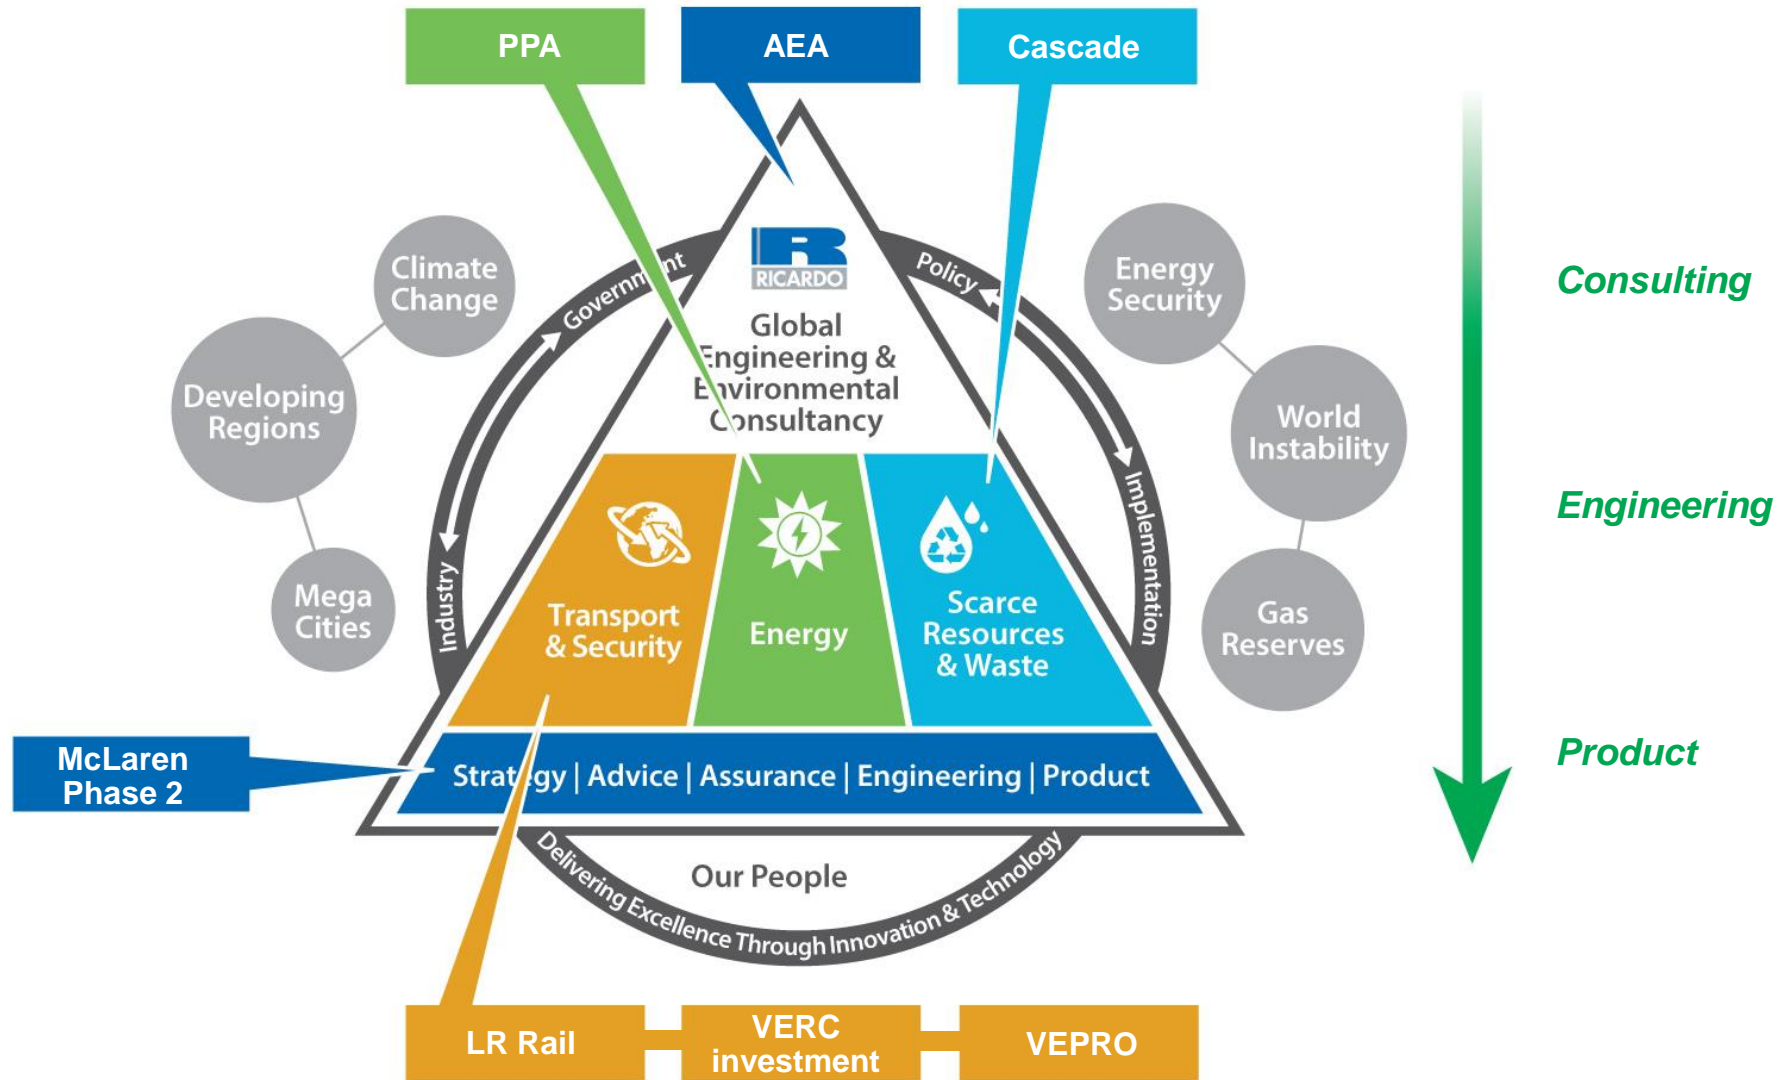 PPA
AEA
Cascade
RICARDO
Global
Engineering &
Environmental
Consultancy
Government
Industry
Policy
Implementation
Climate
Change
Developing
Regions
Mega
Cities
Energy
Security
World
Instability
Gas
Reserves
Transport
& Security
Energy
Scarce
Resources
& Waste
Strategy | Advice | Assurance | Engineering | Product
McLaren
Phase 2
Our People
Delivering Excellence Through Innovation & Technology
LR Rail
VERC
investment
VEPRO
Consulting
Engineering
Product